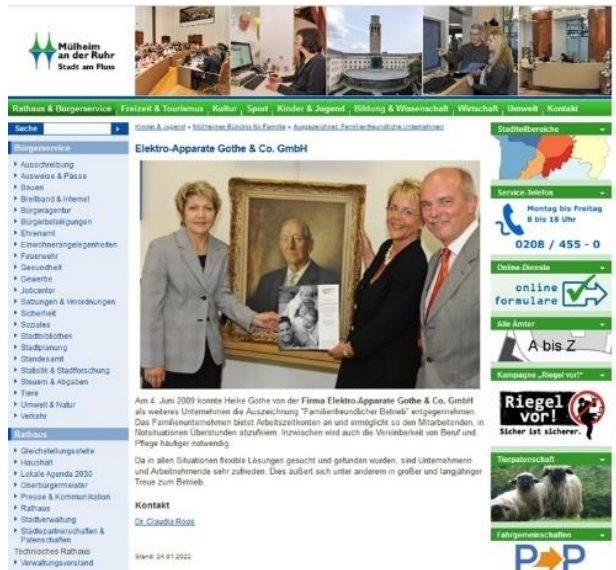 Mülheim
an der Ruhr
Stadt am Fluss
Rathaus & Bürgerservice Freizeit & Tourismus Kultur Sport Kinder & Jugend Bildung & Wissenschaft Wirtschaft Umwelt Kontakt
Suche
Bürgerservice
Ausschreibung
Ausweise & Pässe
Bauen
Breitband & Internet
Bürgeragentur
Bürgerbeteiligungen
Ehrenamt
Einwohnerangelegenheiten
Feuerwehr
Gesundheit
Gewerbe
Jobcenter
Satzungen & Verordnungen
Sicherheit
Soziales
Stadtbibliothek
Stadtplanung
Standesamt
Statistik & Stadtforschung
Steuern & Abgaben
Tiere
Umwelt & Natur
Verkehr
Rathaus
Gleichstellungsstelle
Haushalt
Lokale Agenda 2030
Oberbürgermeister
Presse & Kommunikation
Rathaus
Stadtverwaltung
Städtepartnerschaften &
Patenschaften
Technisches Rathaus
Verwaltungsvorstand
Kinder & Jugend » Mülheimer Bündnis für Familie » Ausgezeichnet: Familienfreundliche Unternehmen
Elektro-Apparate Gothe & Co. GmbH
Am 4. Juni 2009 konnte Heike Gothe von der Firma Elektro-Apparate Gothe & Co. GmbH
als weiteres Unternehmen die Auszeichnung "Familienfreundlicher Betrieb" entgegennehmen.
Das Familienunternehmen bietet Arbeitszeitkonten an und ermöglicht so den Mitarbeitenden, in
Notsituationen Überstunden abzufeiern. Inzwischen wird auch die Vereinbarkeit von Beruf und
Pflege häufiger notwendig.
Da in allen Situationen flexible Lösungen gesucht und gefunden wurden, sind Unternehmerin
und Arbeitnehmende sehr zufrieden. Dies äußert sich unter anderem in großer und langjähriger
Treue zum Betrieb.
Kontakt
Dr. Claudia Roos
Stand: 24.01.2022
Stadtteilbereiche
Service-Telefon
Montag bis Freitag
8 bis 18 Uhr
0208 / 455 - 0
Online-Dienste
online
formulare
Alle Ämter
A bis Z
Kampagne „Riegel vor!"
Riegel
vor!
Sicher ist sicherer.
Tierpatenschaft
Fahrgemeinschaften
P P